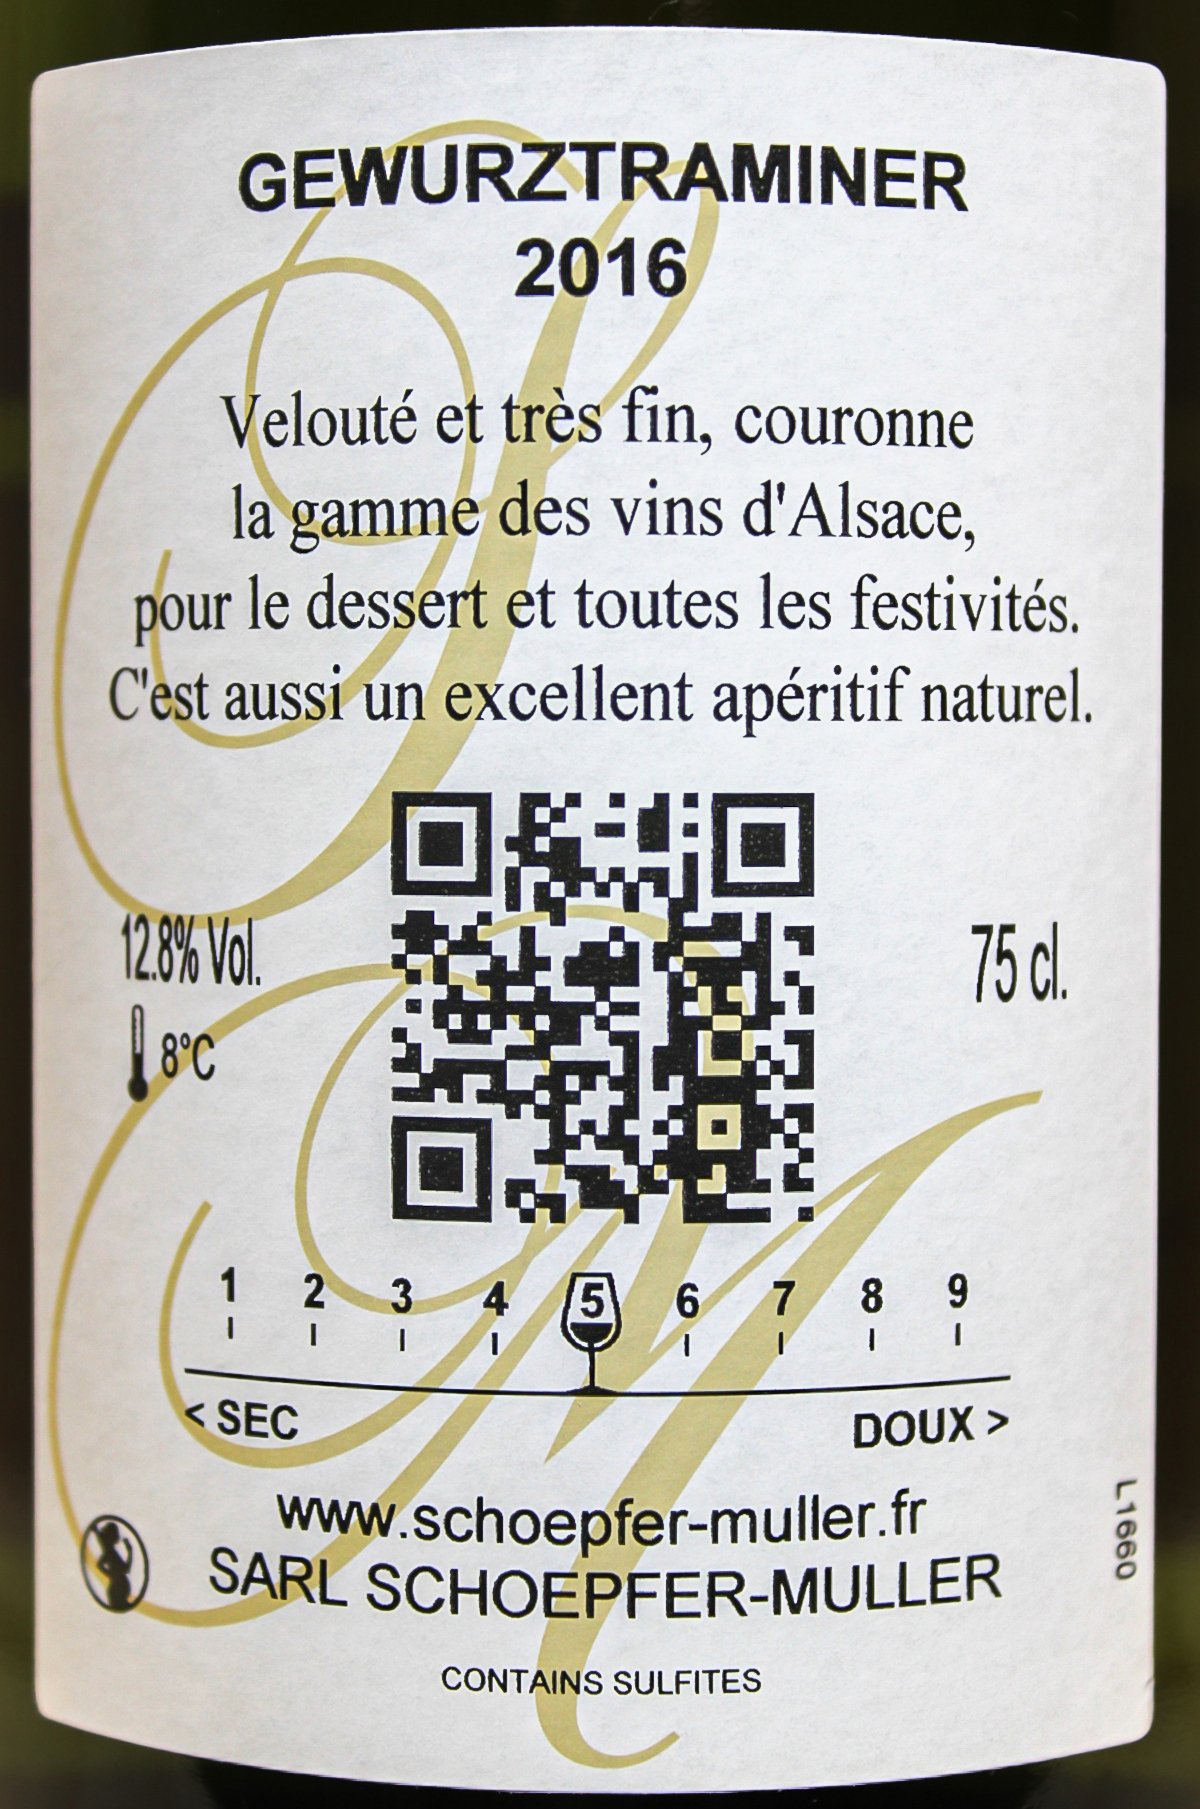 GEWURZTRAMINER
2016
Velouté et très fin, couronne
la gamme des vins d'Alsace,
pour le dessert et toutes les festivités.
C'est aussi un excellent apéritif naturel.
12.8% Vol.
75 cl.
8°C
1 2 3 4 5 6 7 8 9
< SEC DOUX >
www.schoepfer-muller.fr
SARL SCHOEPFER-MULLER
L1660
CONTAINS SULFITES